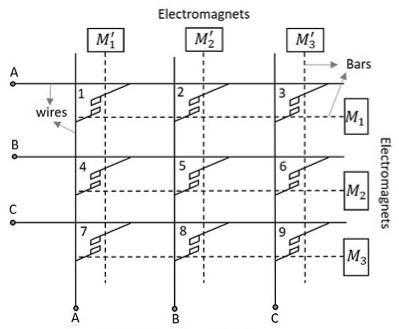 Electromagnets
M′₁ M′₂ M′₃
A
Bars
1 2 3
wires
M₁
B
4 5 6
M₂
Electromagnets
C
7 8 9
M₃
A B C